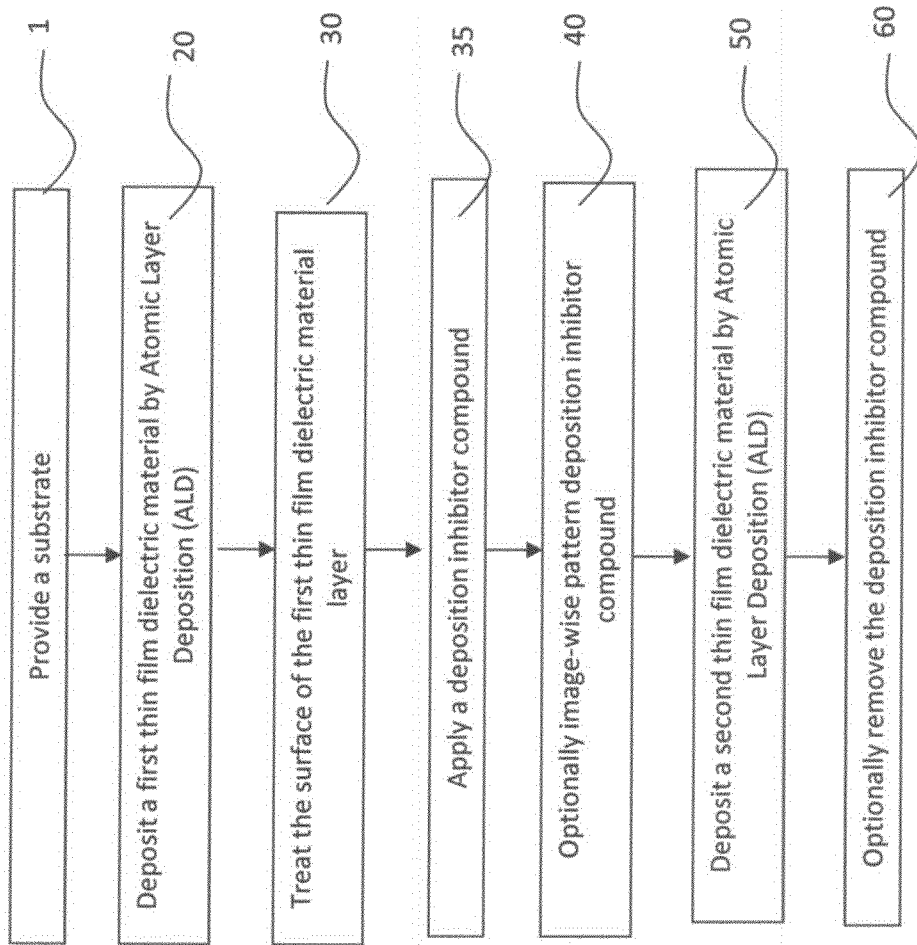 Provide a substrate
1
Deposit a first thin film dielectric material by Atomic Layer
Deposition (ALD)
20
Treat the surface of the first thin film dielectric material
layer
30
Apply a deposition inhibitor compound
35
Optionally image-wise pattern deposition inhibitor
compound
40
Deposit a second thin film dielectric material by Atomic
Layer Deposition (ALD)
50
Optionally remove the deposition inhibitor compound
60